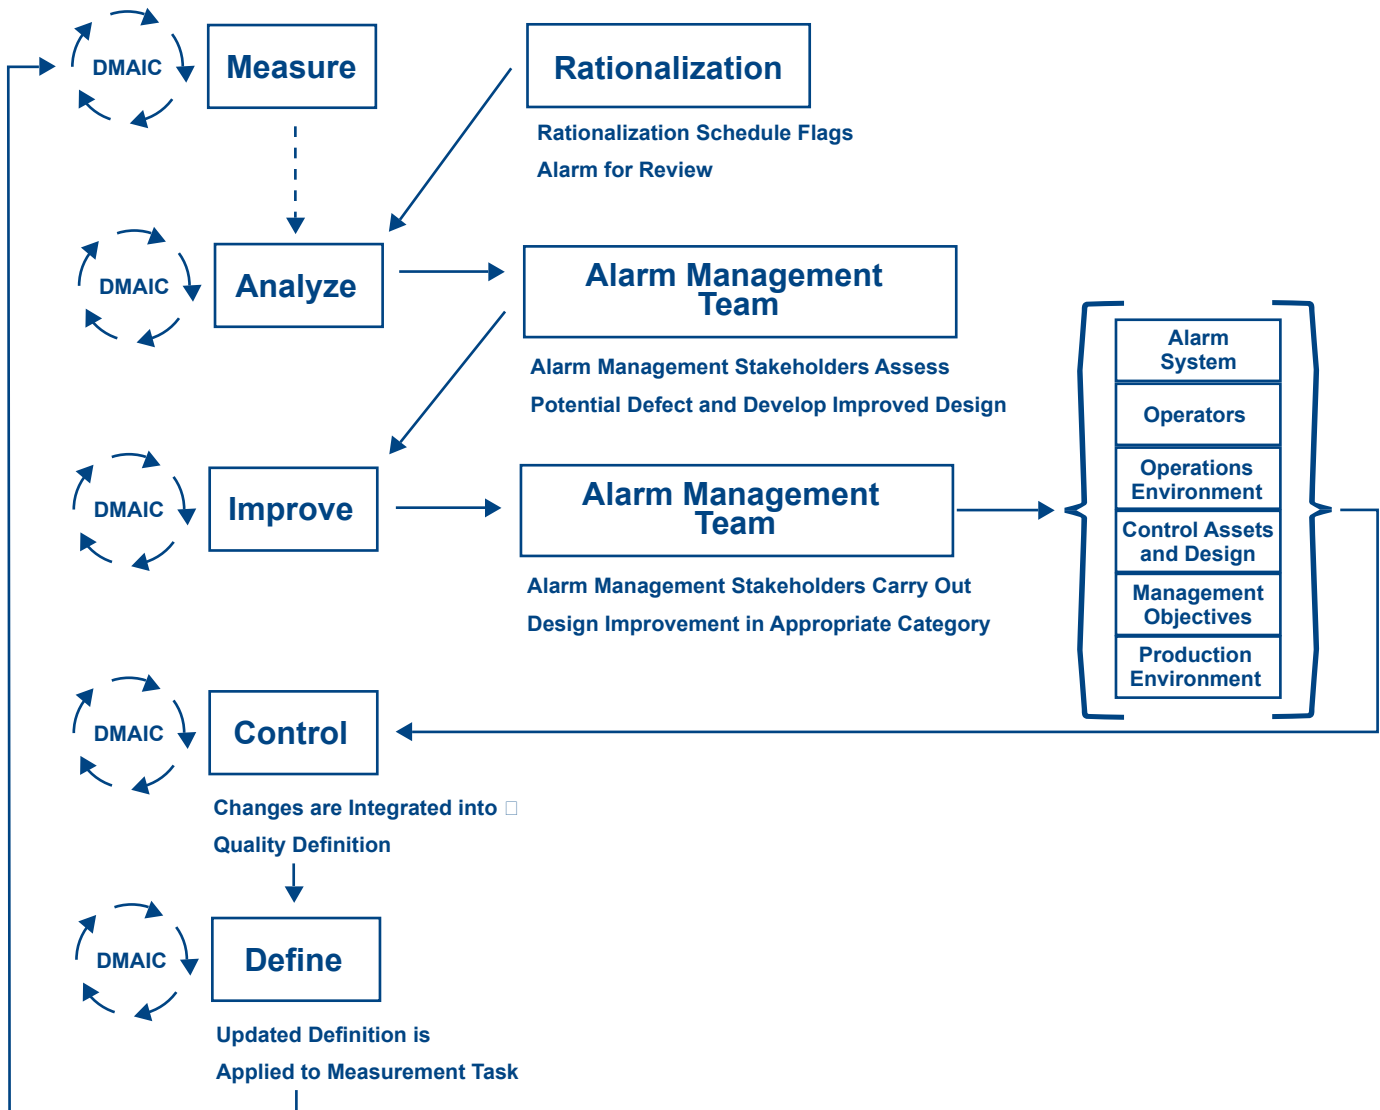 DMAIC
Measure
Rationalization
Rationalization Schedule Flags
Alarm for Review
DMAIC
Analyze
Alarm Management
Team
Alarm Management Stakeholders Assess
Potential Defect and Develop Improved Design
DMAIC
Improve
Alarm Management
Team
Alarm Management Stakeholders Carry Out
Design Improvement in Appropriate Category
Alarm
System
Operators
Operations
Environment
Control Assets
and Design
Management
Objectives
Production
Environment
DMAIC
Control
Changes are Integrated into
Quality Definition
DMAIC
Define
Updated Definition is
Applied to Measurement Task